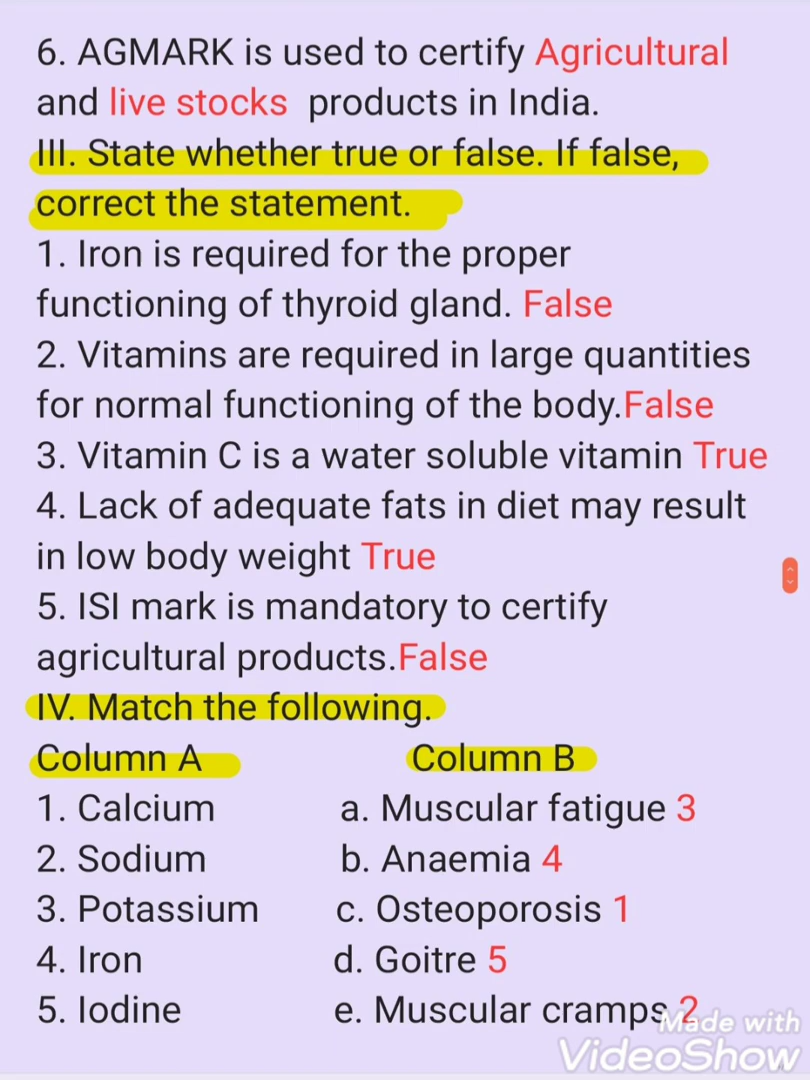 6. AGMARK is used to certify Agricultural
and live stocks products in India.
III. State whether true or false. If false,
correct the statement.
1. Iron is required for the proper
functioning of thyroid gland. False
2. Vitamins are required in large quantities
for normal functioning of the body.False
3. Vitamin C is a water soluble vitamin True
4. Lack of adequate fats in diet may result
in low body weight True
5. ISI mark is mandatory to certify
agricultural products.False
IV. Match the following.
Column A Column B
1. Calcium a. Muscular fatigue 3
2. Sodium b. Anaemia 4
3. Potassium c. Osteoporosis 1
4. Iron d. Goitre 5
5. Iodine e. Muscular cramps 2
Made with
VideoShow